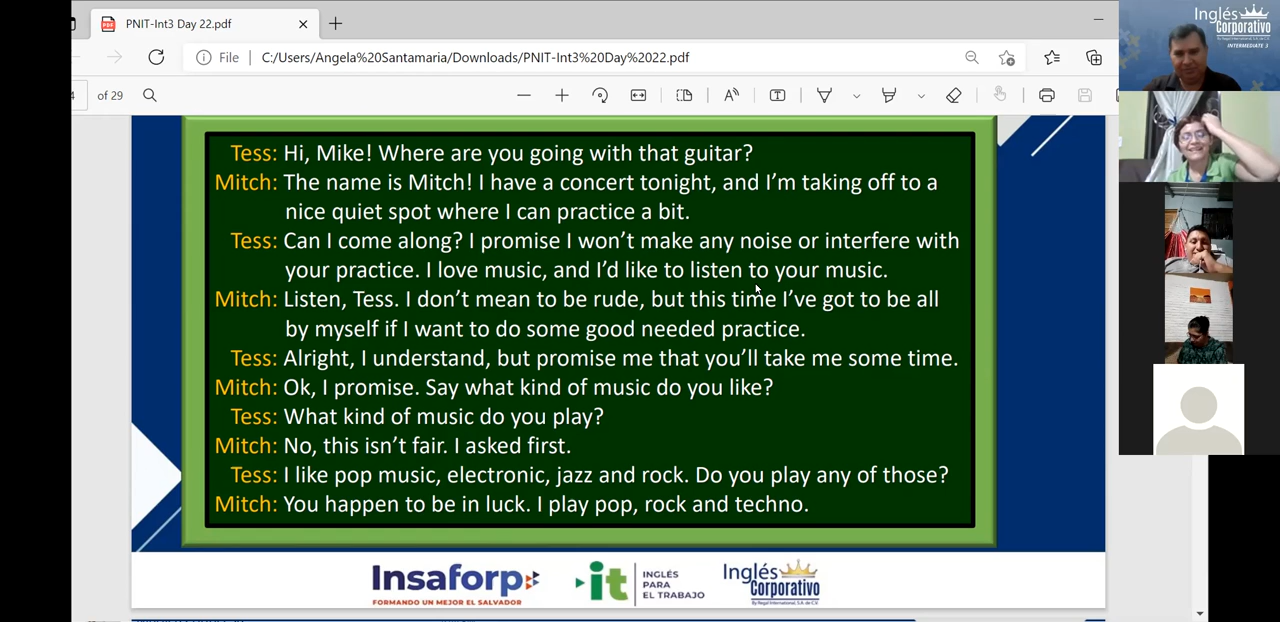 PNIT-Int3 Day 22.pdf
File
C:/Users/Angela%20Santamaria/Downloads/PNIT-Int3%20Day%2022.pdf
of 29
Tess: Hi, Mike! Where are you going with that guitar?
Mitch: The name is Mitch! I have a concert tonight, and I'm taking off to a
nice quiet spot where I can practice a bit.
Tess: Can I come along? I promise I won't make any noise or interfere with
your practice. I love music, and I'd like to listen to your music.
Mitch: Listen, Tess. I don't mean to be rude, but this time I've got to be all
by myself if I want to do some good needed practice.
Tess: Alright, I understand, but promise me that you'll take me some time.
Mitch: Ok, I promise. Say what kind of music do you like?
Tess: What kind of music do you play?
Mitch: No, this isn't fair. I asked first.
Tess: I like pop music, electronic, jazz and rock. Do you play any of those?
Mitch: You happen to be in luck. I play pop, rock and techno.
Insaforp
FORMANDO UN MEJOR EL SALVADOR
it
INGLÉS
PARA
EL TRABAJO
Inglés
Corporativo
By Regal International, S.A. de C.V.
Inglés
Corporativo
By Regal International, S.A. de C.V.
INTERMEDIATE 3